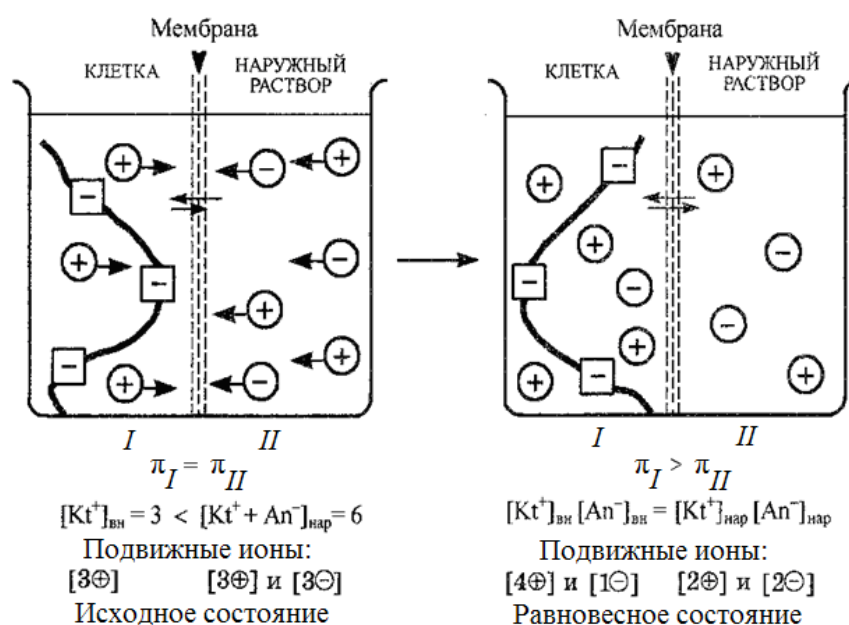 Мембрана
КЛЕТКА НАРУЖНЫЙ РАСТВОР
+ − +
−
+ − −
+
− + − +
I II
π_I = π_II
[Kt⁺]вн = 3 < [Kt⁺ + An⁻]нар = 6
Подвижные ионы:
[3⊕] [3⊕] и [3⊖]
Исходное состояние
Мембрана
КЛЕТКА НАРУЖНЫЙ РАСТВОР
− +
+
+ −
− −
−
+ −
+ − +
I II
π_I > π_II
[Kt⁺]вн [An⁻]вн = [Kt⁺]нар [An⁻]нар
Подвижные ионы:
[4⊕] и [1⊖] [2⊕] и [2⊖]
Равновесное состояние